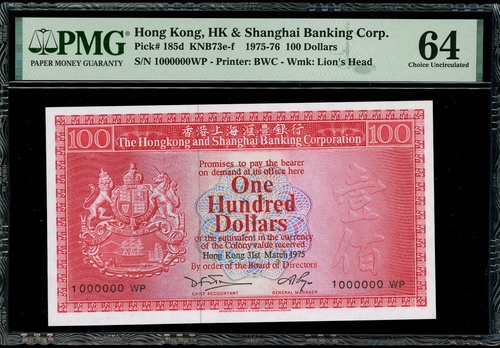 PMG
PAPER MONEY GUARANTY
Hong Kong, HK & Shanghai Banking Corp.
Pick# 185d KNB73e-f 1975-76 100 Dollars
S/N 1000000WP - Printer: BWC - Wmk: Lion's Head
64
Choice Uncirculated
100
香港上海滙豐銀行
100
The Hongkong and Shanghai Banking Corporation
Promises to pay the bearer
on demand at its office here
One
Hundred
Dollars
or the equivalent in the currency
of the Colony value received
Hong Kong 31st March 1975
By order of the Board of Directors
壹佰
1000000 WP
CHIEF ACCOUNTANT
GENERAL MANAGER
1000000 WP